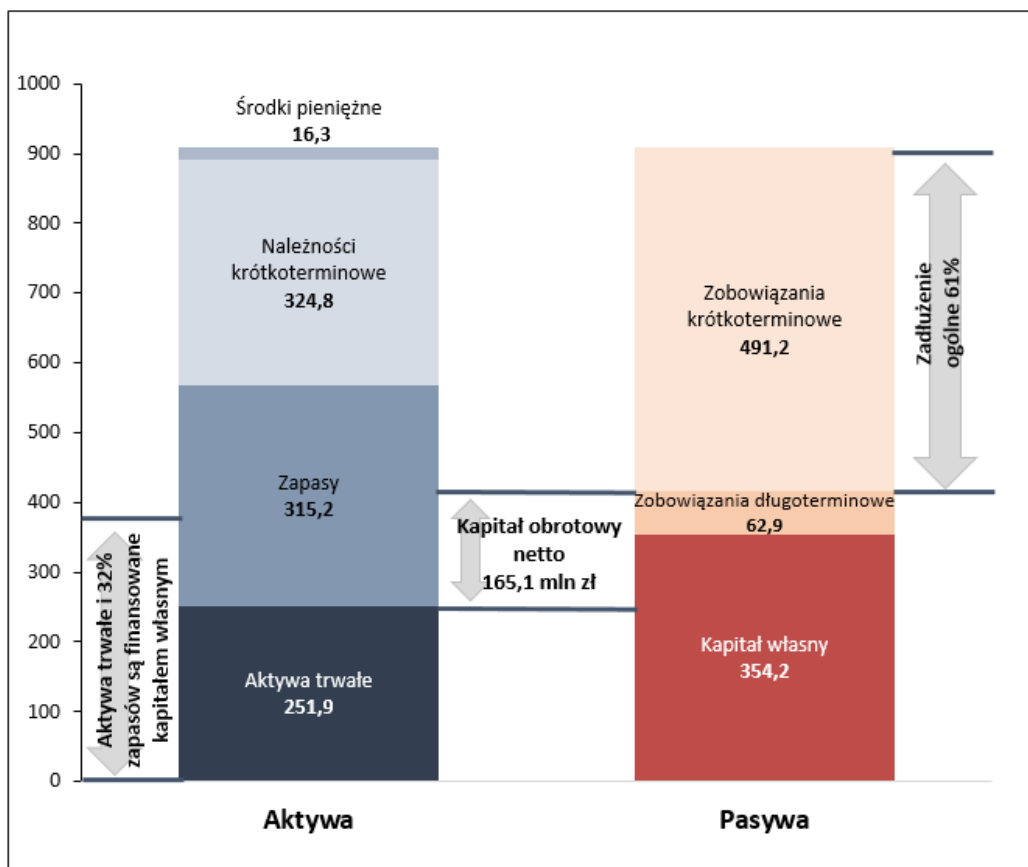 1000
900
800
700
600
500
400
300
200
100
0
Środki pieniężne
16,3
Należności
krótkoterminowe
324,8
Zapasy
315,2
Aktywa trwałe
251,9
Aktywa trwałe i 32%
zapasów są finansowane
kapitałem własnym
Kapitał obrotowy
netto
165,1 mln zł
Zobowiązania
krótkoterminowe
491,2
Zobowiązania długoterminowe
62,9
Kapitał własny
354,2
Zadłużenie
ogólne 61%
Aktywa
Pasywa